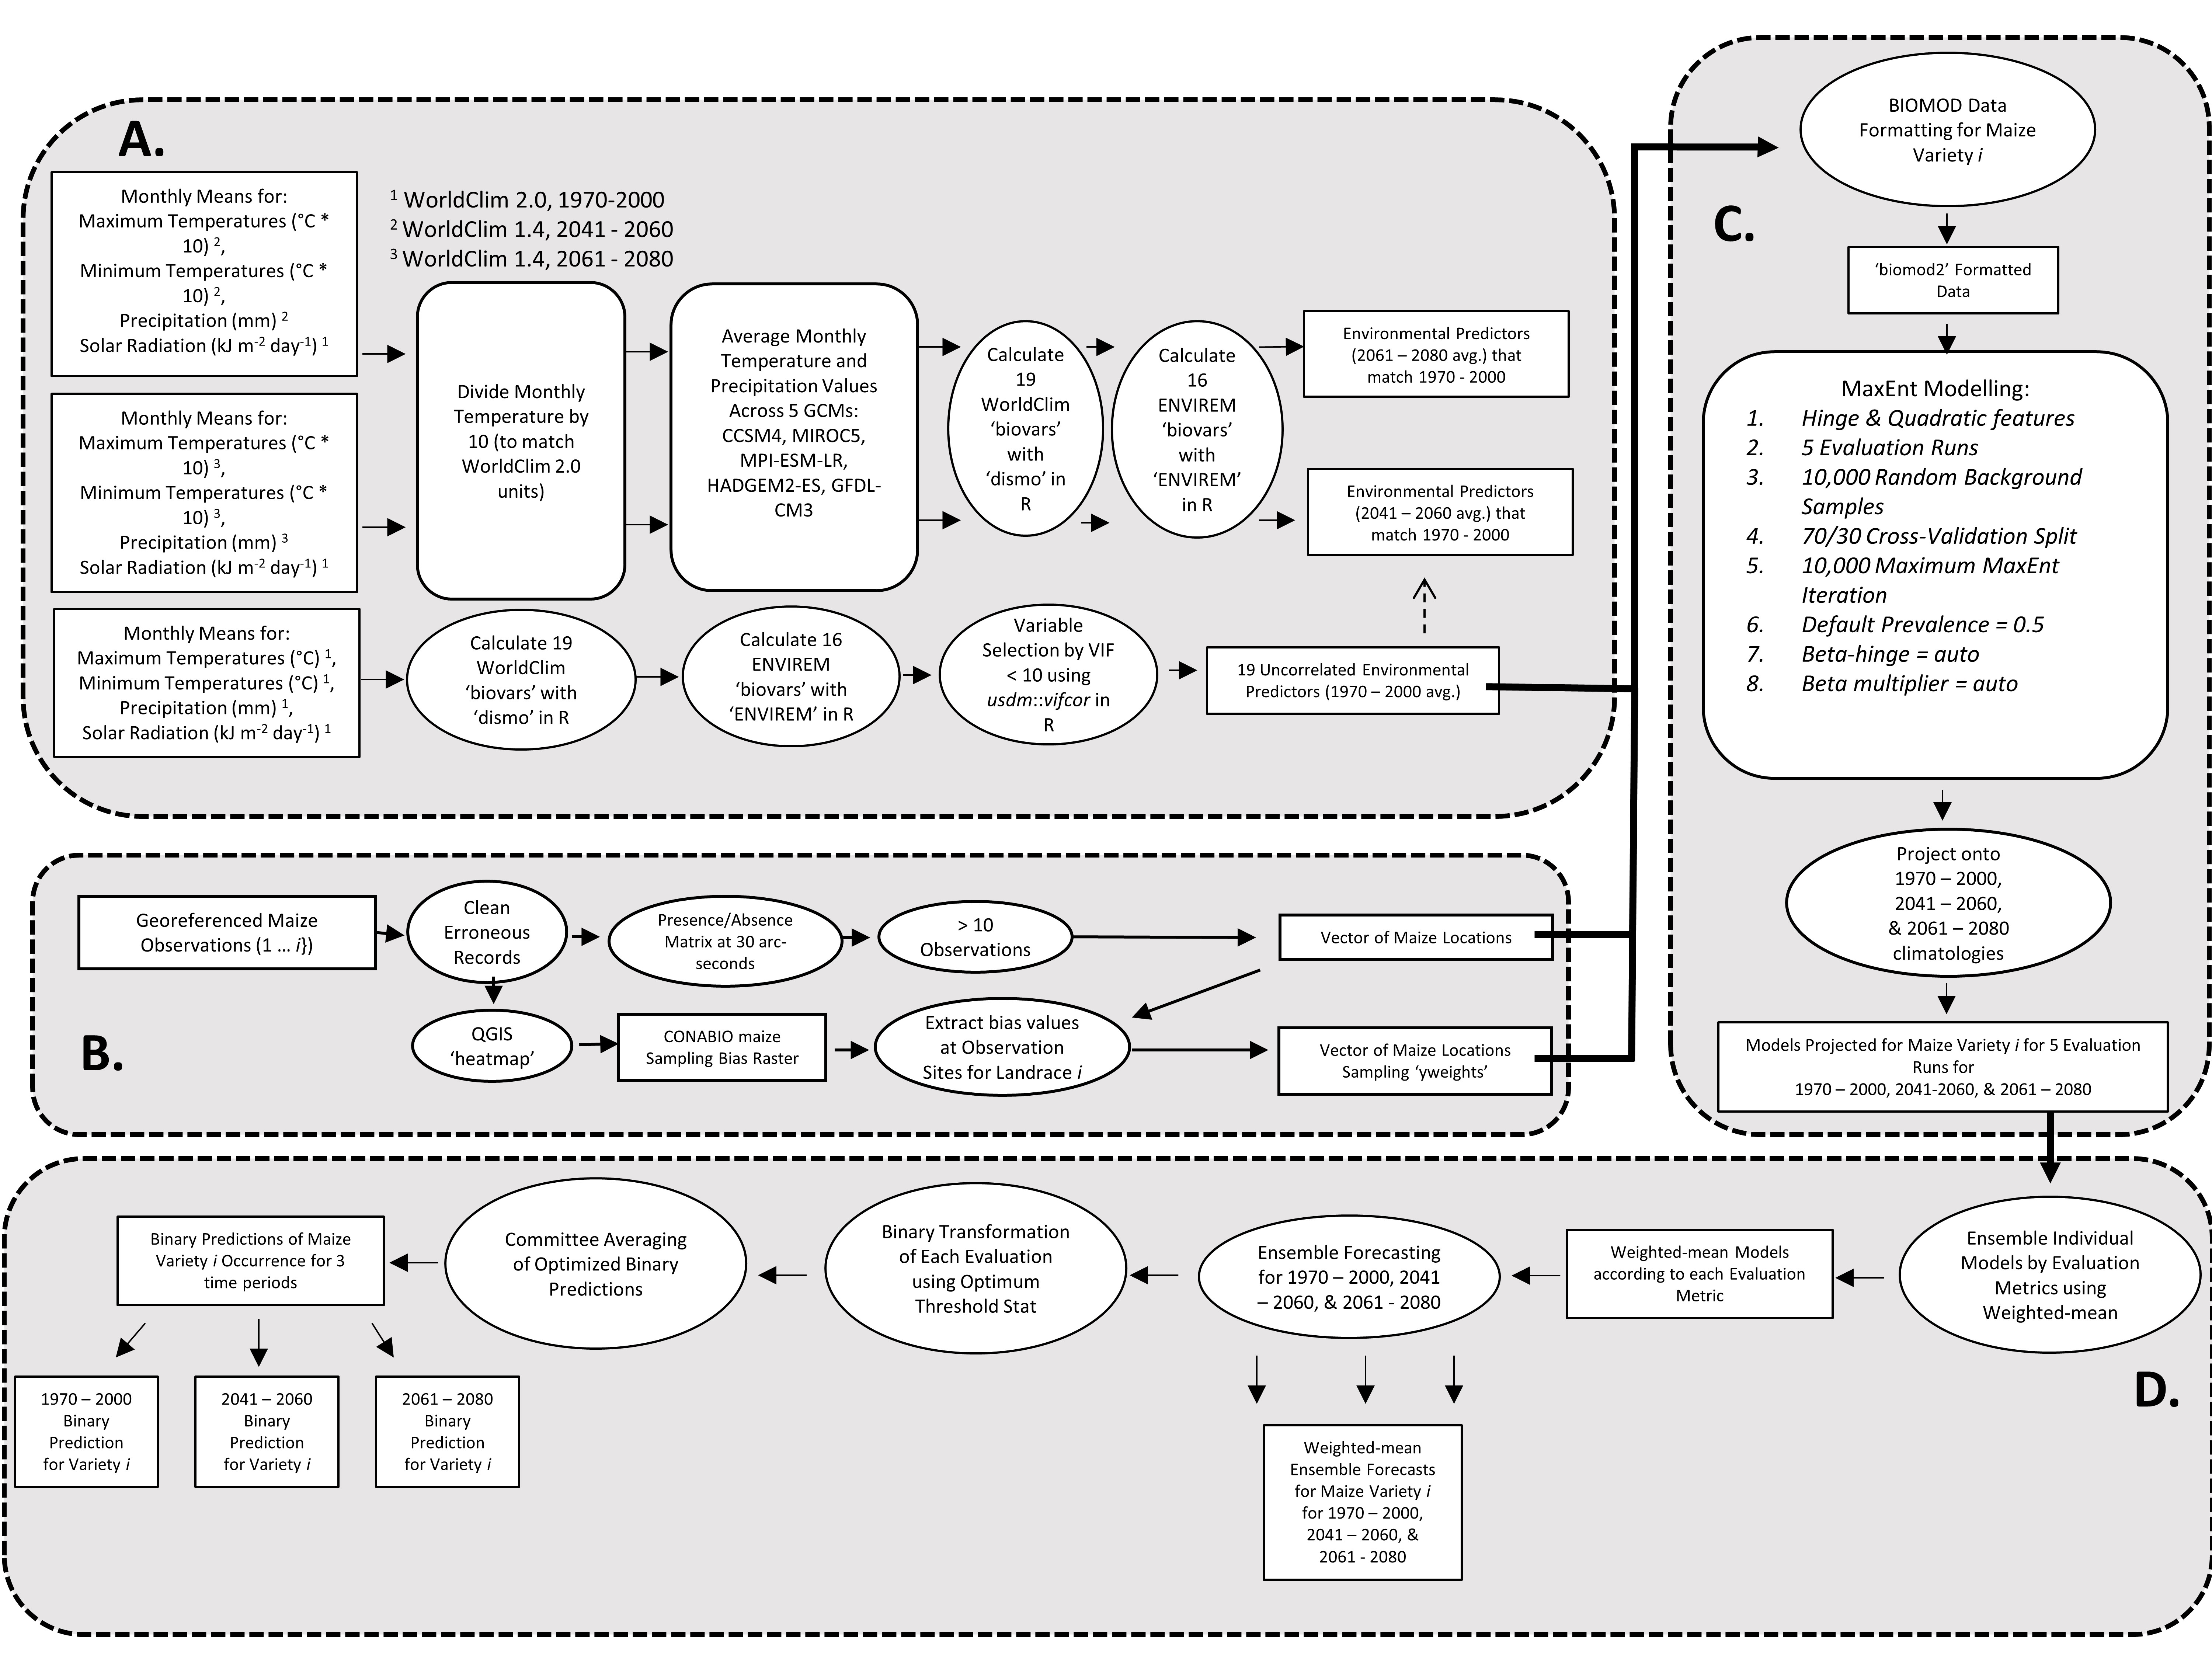 A.
Monthly Means for:
Maximum Temperatures (°C *
10) ²,
Minimum Temperatures (°C *
10) ²,
Precipitation (mm) ²
Solar Radiation (kJ m⁻² day⁻¹) ¹
¹ WorldClim 2.0, 1970-2000
² WorldClim 1.4, 2041 - 2060
³ WorldClim 1.4, 2061 - 2080
Monthly Means for:
Maximum Temperatures (°C *
10) ³,
Minimum Temperatures (°C *
10) ³,
Precipitation (mm) ³
Solar Radiation (kJ m⁻² day⁻¹) ¹
Divide Monthly
Temperature by
10 (to match
WorldClim 2.0
units)
Average Monthly
Temperature and
Precipitation Values
Across 5 GCMs:
CCSM4, MIROC5,
MPI-ESM-LR,
HADGEM2-ES, GFDL-
CM3
Calculate
19
WorldClim
‘biovars’
with
‘dismo’ in
R
Calculate
16
ENVIREM
‘biovars’
with
‘ENVIREM’
in R
Environmental Predictors
(2061 – 2080 avg.) that
match 1970 - 2000
Environmental Predictors
(2041 – 2060 avg.) that
match 1970 - 2000
Monthly Means for:
Maximum Temperatures (°C) ¹,
Minimum Temperatures (°C) ¹,
Precipitation (mm) ¹,
Solar Radiation (kJ m⁻² day⁻¹) ¹
Calculate 19
WorldClim
‘biovars’ with
‘dismo’ in R
Calculate 16
ENVIREM
‘biovars’ with
‘ENVIREM’ in R
Variable
Selection by VIF
< 10 using
usdm::vifcor in
R
19 Uncorrelated Environmental
Predictors (1970 – 2000 avg.)
B.
Georeferenced Maize
Observations (1 … i})
Clean
Erroneous
Records
Presence/Absence
Matrix at 30 arc-
seconds
> 10
Observations
Vector of Maize Locations
QGIS
‘heatmap’
CONABIO maize
Sampling Bias Raster
Extract bias values
at Observation
Sites for Landrace i
Vector of Maize Locations
Sampling ‘yweights’
C.
BIOMOD Data
Formatting for Maize
Variety i
‘biomod2’ Formatted
Data
MaxEnt Modelling:
1. Hinge & Quadratic features
2. 5 Evaluation Runs
3. 10,000 Random Background
Samples
4. 70/30 Cross-Validation Split
5. 10,000 Maximum MaxEnt
Iteration
6. Default Prevalence = 0.5
7. Beta-hinge = auto
8. Beta multiplier = auto
Project onto
1970 – 2000,
2041 – 2060,
& 2061 – 2080
climatologies
Models Projected for Maize Variety i for 5 Evaluation
Runs for
1970 – 2000, 2041-2060, & 2061 – 2080
D.
Ensemble Individual
Models by Evaluation
Metrics using
Weighted-mean
Weighted-mean Models
according to each Evaluation
Metric
Ensemble Forecasting
for 1970 – 2000, 2041
– 2060, & 2061 - 2080
Weighted-mean
Ensemble Forecasts
for Maize Variety i
for 1970 – 2000,
2041 – 2060, &
2061 - 2080
Binary Transformation
of Each Evaluation
using Optimum
Threshold Stat
Committee Averaging
of Optimized Binary
Predictions
Binary Predictions of Maize
Variety i Occurrence for 3
time periods
1970 – 2000
Binary
Prediction
for Variety i
2041 – 2060
Binary
Prediction
for Variety i
2061 – 2080
Binary
Prediction
for Variety i